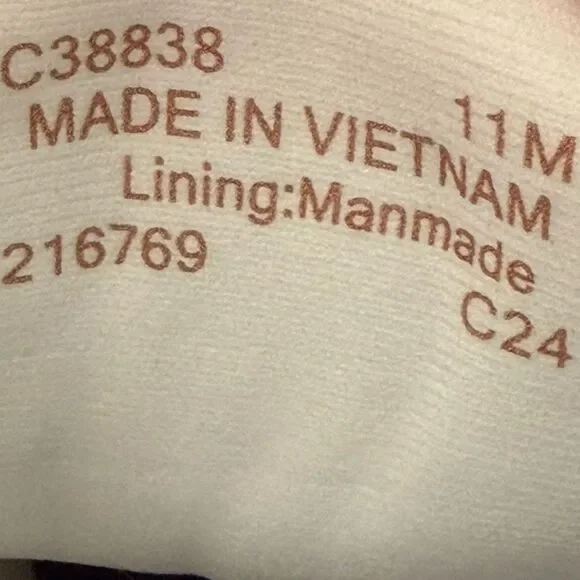 C38838 11M
MADE IN VIETNAM
Lining:Manmade
216769 C24